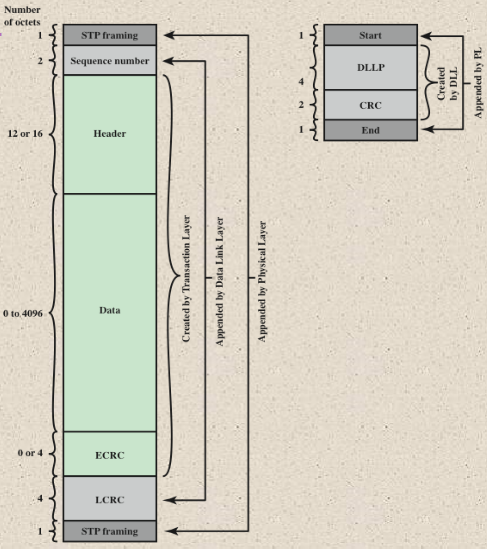 Number
of octets
1
STP framing
2
Sequence number
12 or 16
Header
0 to 4096
Data
0 or 4
ECRC
4
LCRC
1
STP framing
Created by Transaction Layer
Appended by Data Link Layer
Appended by Physical Layer
1
Start
4
DLLP
2
CRC
1
End
Created
by DLL
Appended by PL